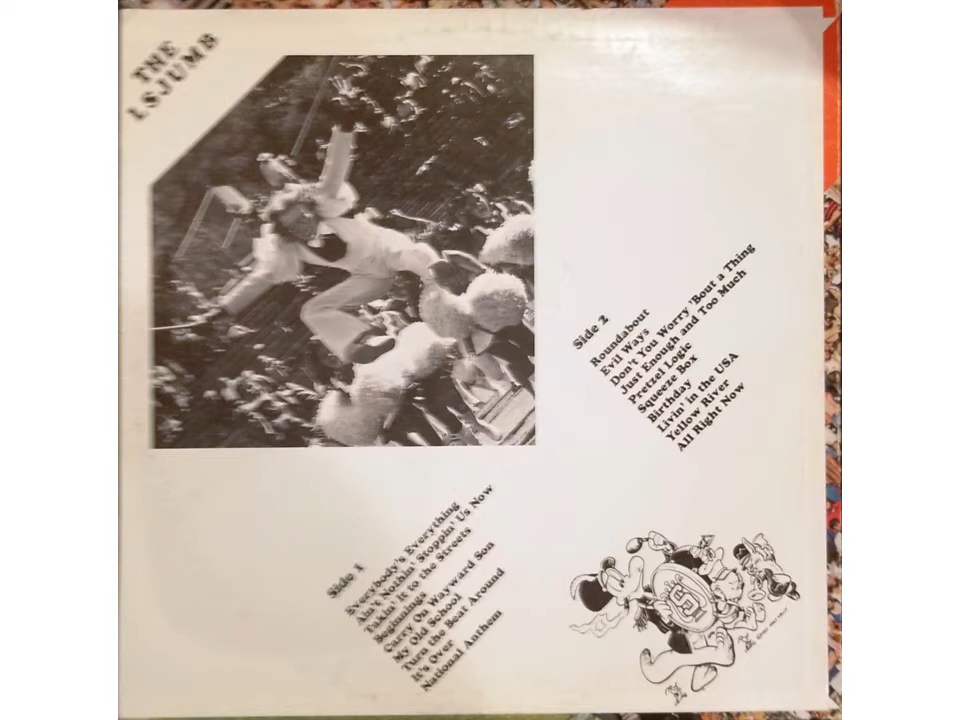 THE
LSJUMB
Side 1
Everybody's Everything
Ain't Nothin' Stoppin' Us Now
Takin' It to the Streets
Beginnings
Carry On Wayward Son
My Old School
Turn the Beat Around
It's Over
National Anthem
Side 2
Roundabout
Evil Ways
Don't You Worry 'Bout a Thing
Just Enough and Too Much
Pretzel Logic
Squeeze Box
Birthday
Livin' in the USA
Yellow River
All Right Now
S